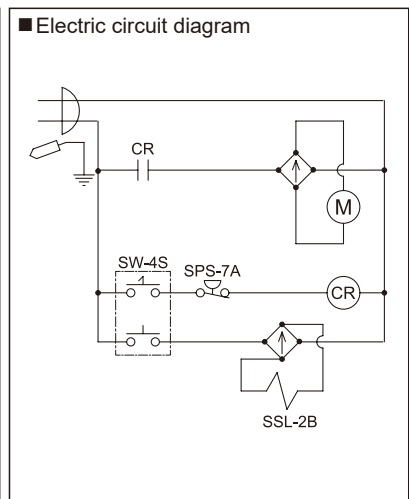 ■ Electric circuit diagram
CR
M
SW-4S
SPS-7A
CR
SSL-2B